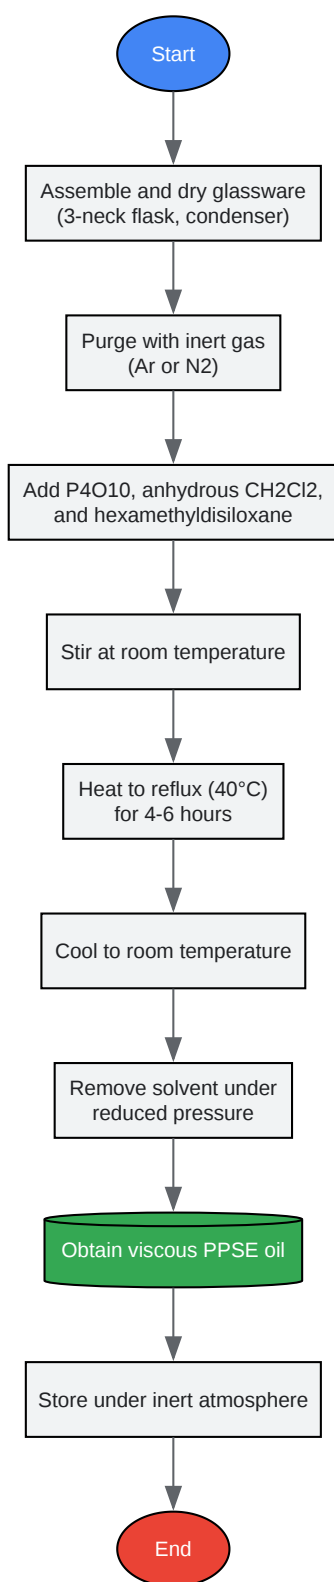 Start
Assemble and dry glassware
(3-neck flask, condenser)
Purge with inert gas
(Ar or N2)
Add P4O10, anhydrous CH2Cl2,
and hexamethyldisiloxane
Stir at room temperature
Heat to reflux (40°C)
for 4-6 hours
Cool to room temperature
Remove solvent under
reduced pressure
Obtain viscous PPSE oil
Store under inert atmosphere
End